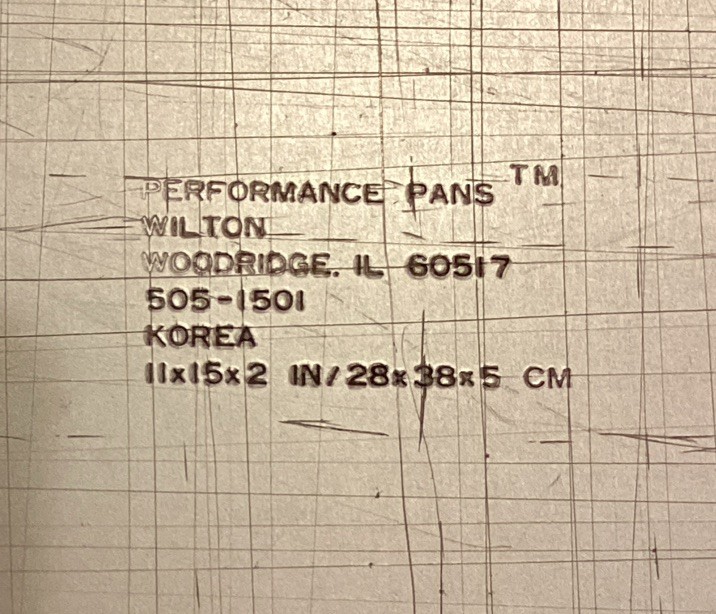 PERFORMANCE PANS TM
WILTON
WOODRIDGE. IL 60517
505-1501
KOREA
11x15x2 IN/28x38x5 CM